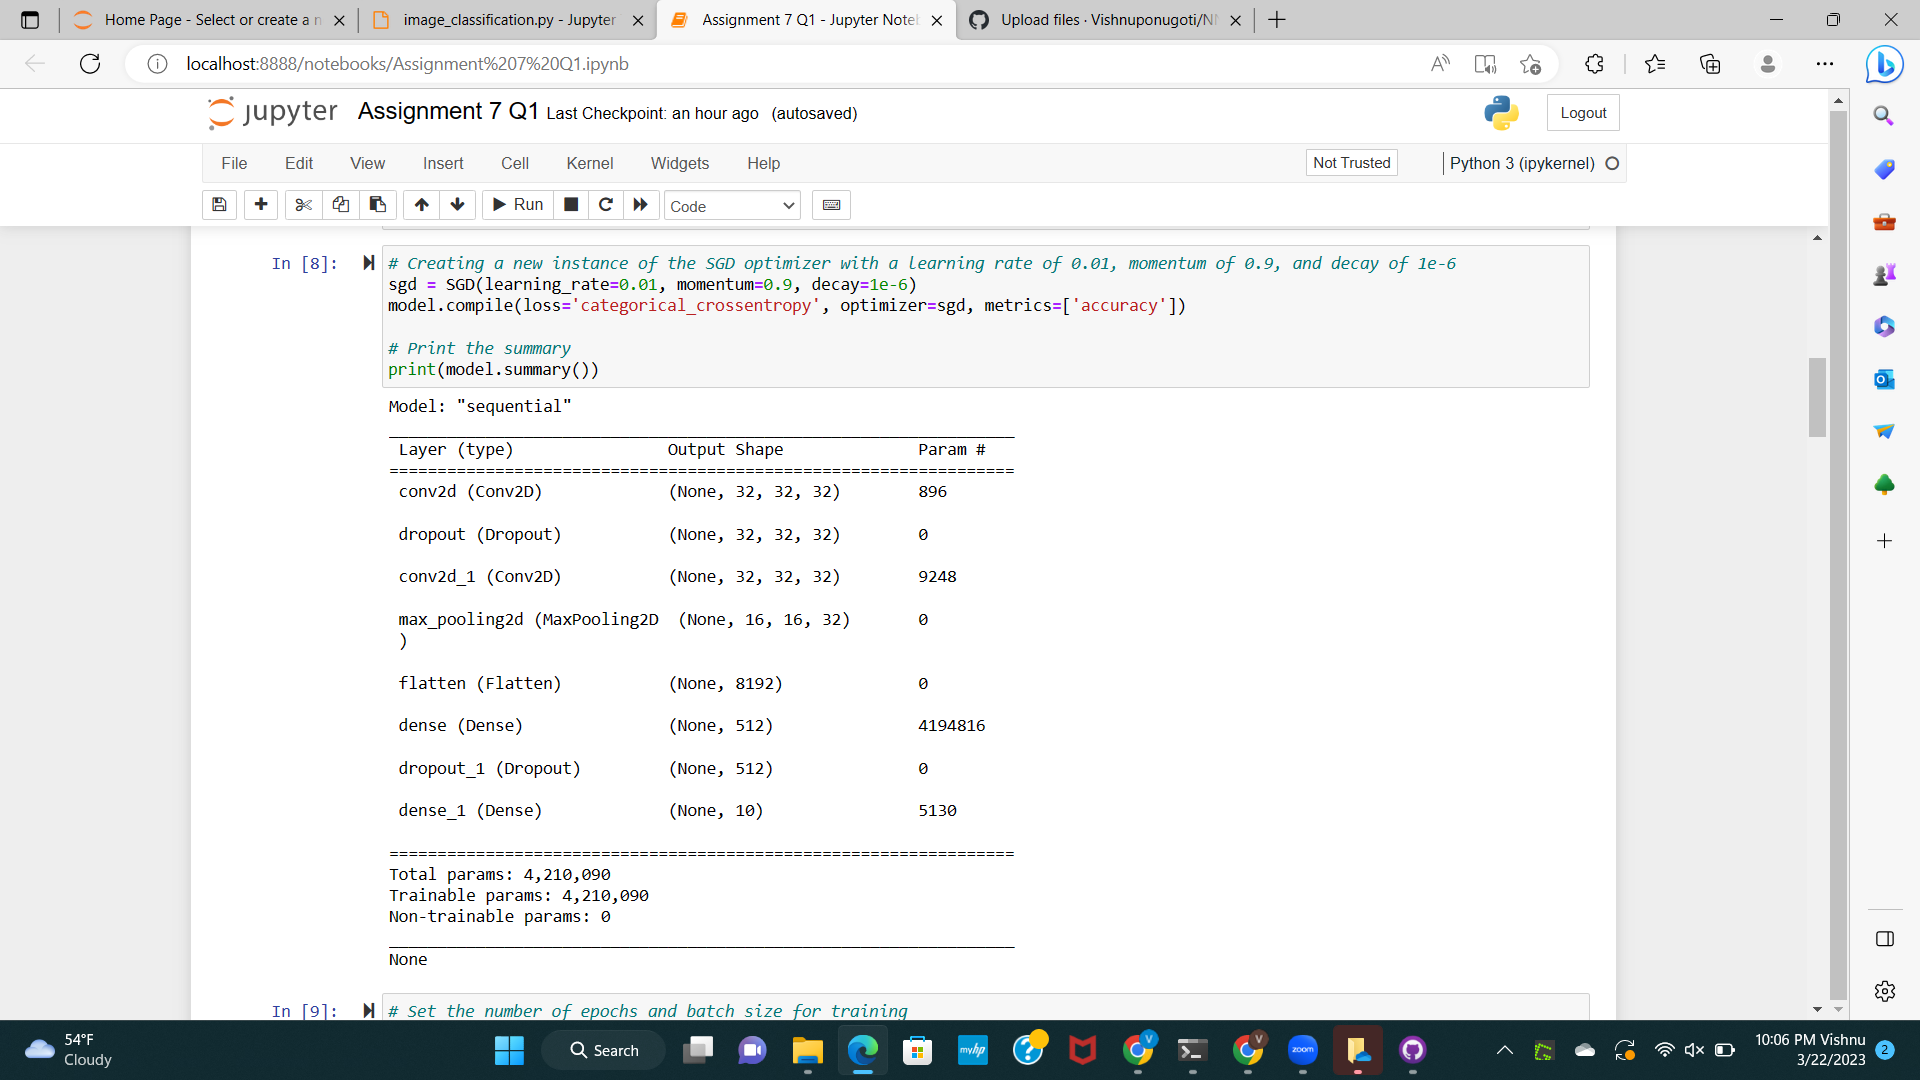 Home Page - Select or create a n
image_classification.py - Jupyter
Assignment 7 Q1 - Jupyter Noteb
Upload files · Vishnuponugoti/NN
localhost:8888/notebooks/Assignment%207%20Q1.ipynb
jupyter Assignment 7 Q1 Last Checkpoint: an hour ago (autosaved)
Logout
File Edit View Insert Cell Kernel Widgets Help
Not Trusted
Python 3 (ipykernel)
Run
Code
In [8]:
# Creating a new instance of the SGD optimizer with a learning rate of 0.01, momentum of 0.9, and decay of 1e-6
sgd = SGD(learning_rate=0.01, momentum=0.9, decay=1e-6)
model.compile(loss='categorical_crossentropy', optimizer=sgd, metrics=['accuracy'])
# Print the summary
print(model.summary())
Model: "sequential"
_________________________________________________________________
Layer (type) Output Shape Param #
=================================================================
conv2d (Conv2D) (None, 32, 32, 32) 896
dropout (Dropout) (None, 32, 32, 32) 0
conv2d_1 (Conv2D) (None, 32, 32, 32) 9248
max_pooling2d (MaxPooling2D (None, 16, 16, 32) 0
)
flatten (Flatten) (None, 8192) 0
dense (Dense) (None, 512) 4194816
dropout_1 (Dropout) (None, 512) 0
dense_1 (Dense) (None, 10) 5130
=================================================================
Total params: 4,210,090
Trainable params: 4,210,090
Non-trainable params: 0
_________________________________________________________________
None
In [9]:
# Set the number of epochs and batch size for training
54°F
Cloudy
Search
myhp
V
V
zoom
10:06 PM Vishnu
3/22/2023
2